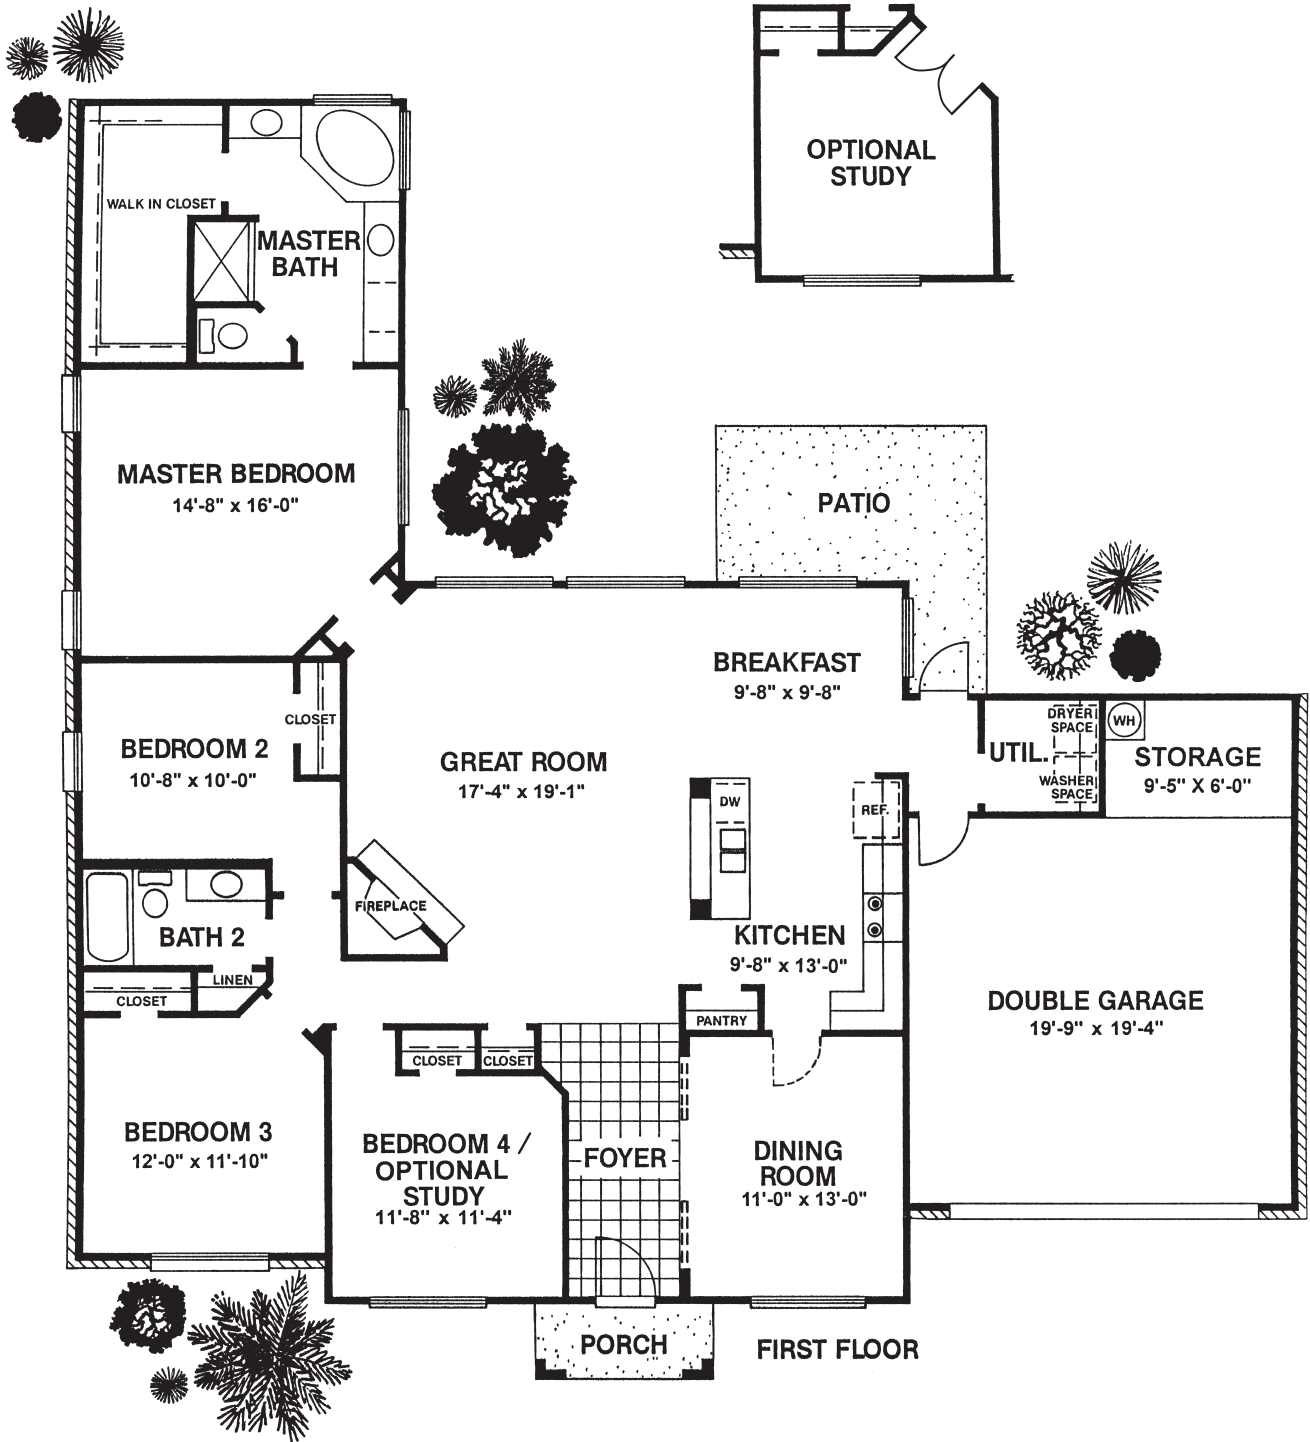 OPTIONAL
STUDY
WALK IN CLOSET
MASTER
BATH
MASTER BEDROOM
14'-8" x 16'-0"
PATIO
BREAKFAST
9'-8" x 9'-8"
CLOSET
BEDROOM 2
10'-8" x 10'-0"
GREAT ROOM
17'-4" x 19'-1"
DRYER
SPACE
WH
UTIL.
WASHER
SPACE
STORAGE
9'-5" X 6'-0"
DW
REF.
FIREPLACE
BATH 2
LINEN
CLOSET
KITCHEN
9'-8" x 13'-0"
PANTRY
DOUBLE GARAGE
19'-9" x 19'-4"
CLOSET
CLOSET
BEDROOM 3
12'-0" x 11'-10"
BEDROOM 4 /
OPTIONAL
STUDY
11'-8" x 11'-4"
FOYER
DINING
ROOM
11'-0" x 13'-0"
PORCH
FIRST FLOOR